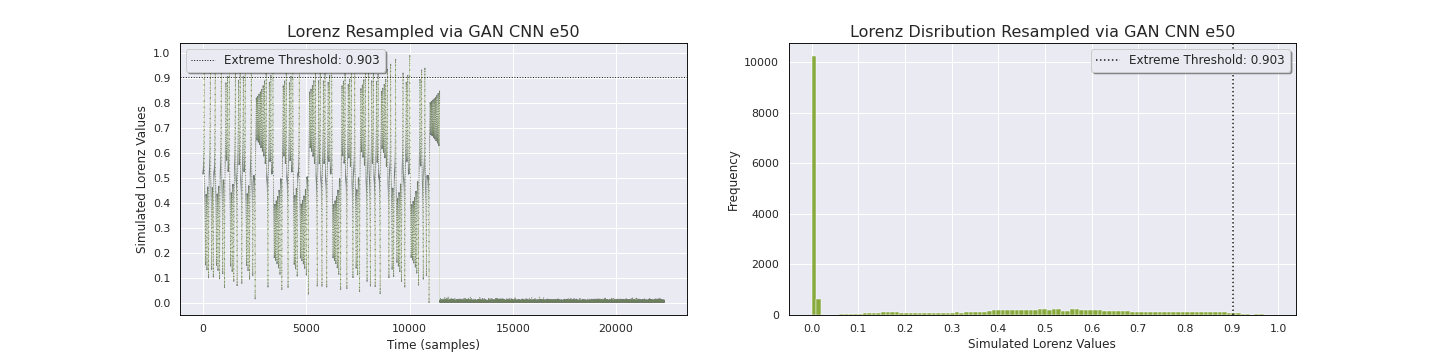 Lorenz Resampled via GAN CNN e50
Extreme Threshold: 0.903
Simulated Lorenz Values
1.0
0.9
0.8
0.7
0.6
0.5
0.4
0.3
0.2
0.1
0.0
0 5000 10000 15000 20000
Time (samples)
Lorenz Disribution Resampled via GAN CNN e50
Extreme Threshold: 0.903
Frequency
10000
8000
6000
4000
2000
0
0.0 0.1 0.2 0.3 0.4 0.5 0.6 0.7 0.8 0.9 1.0
Simulated Lorenz Values